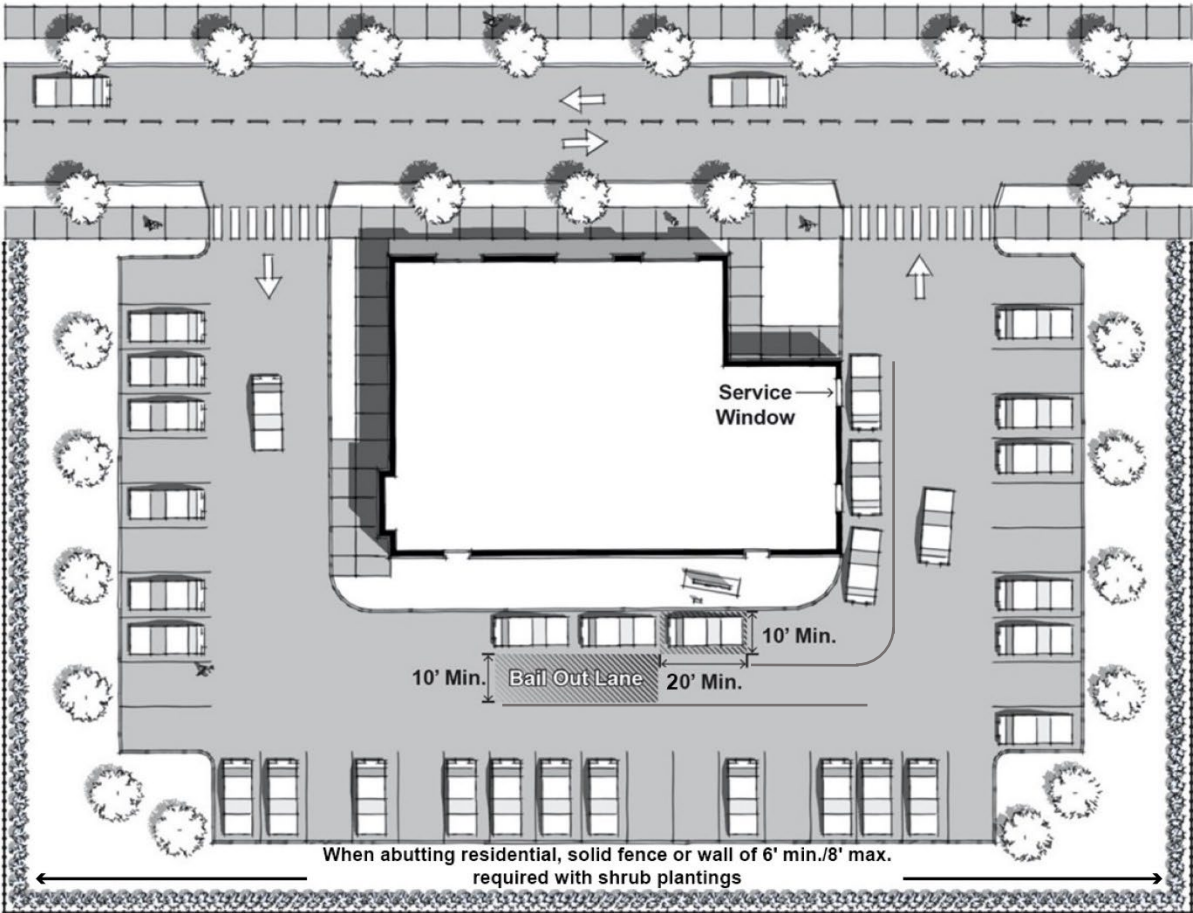 Service
Window
10’ Min.
10’ Min.
Bail Out Lane
20’ Min.
When abutting residential, solid fence or wall of 6' min./8' max.
required with shrub plantings